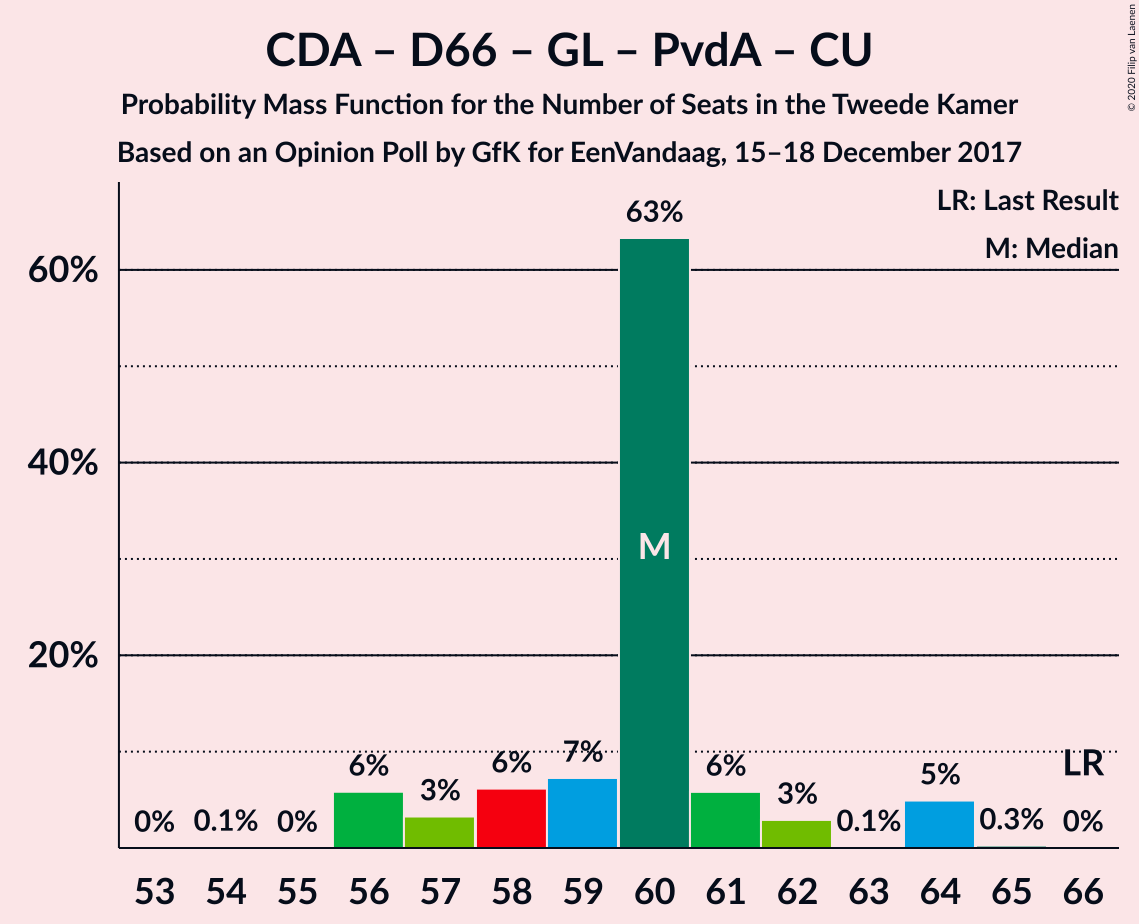 CDA – D66 – GL – PvdA – CU
Probability Mass Function for the Number of Seats in the Tweede Kamer
Based on an Opinion Poll by GfK for EenVandaag, 15–18 December 2017
© 2020 Filip van Laenen
LR: Last Result
M: Median
63%
60%
40%
M
20%
6%
3%
6%
7%
6%
3%
5%
LR
0%
0.1%
0%
0.1%
0.3%
0%
53 54 55 56 57 58 59 60 61 62 63 64 65 66